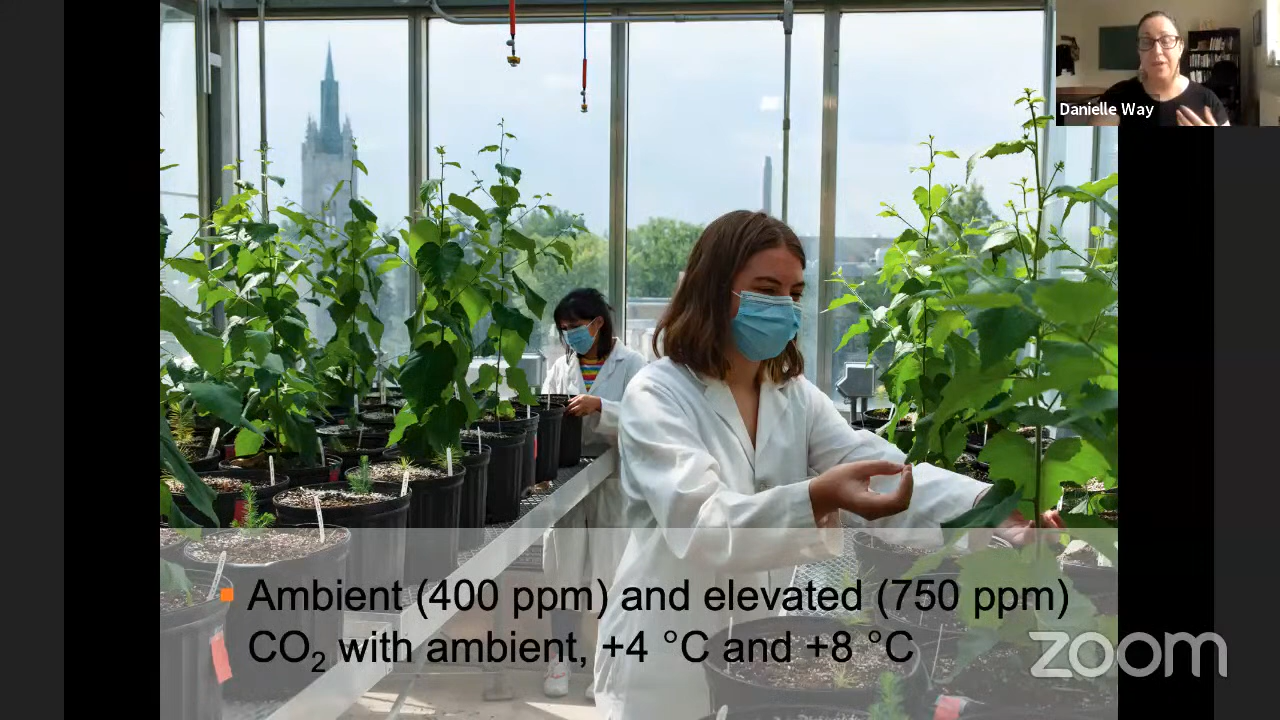 Danielle Way
Ambient (400 ppm) and elevated (750 ppm)
CO₂ with ambient, +4 °C and +8 °C
zoom